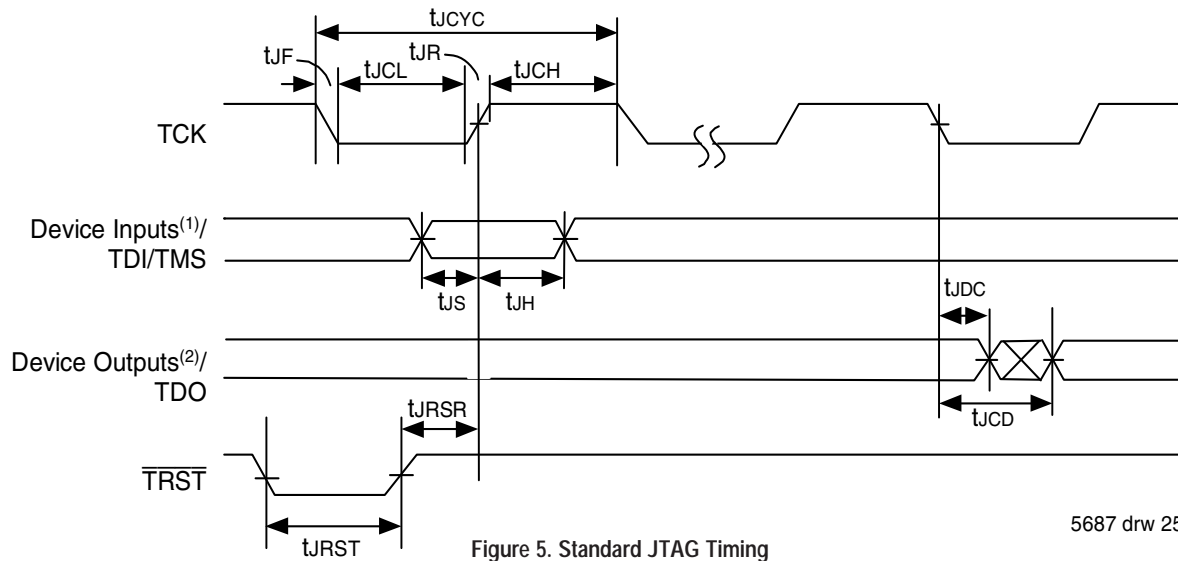 tJCYC
tJF
tJR
tJCL
tJCH
TCK
Device Inputs(1)/
TDI/TMS
tJS
tJH
tJDC
Device Outputs(2)/
TDO
tJCD
tJRSR
TRST
tJRST
5687 drw 25
Figure 5. Standard JTAG Timing